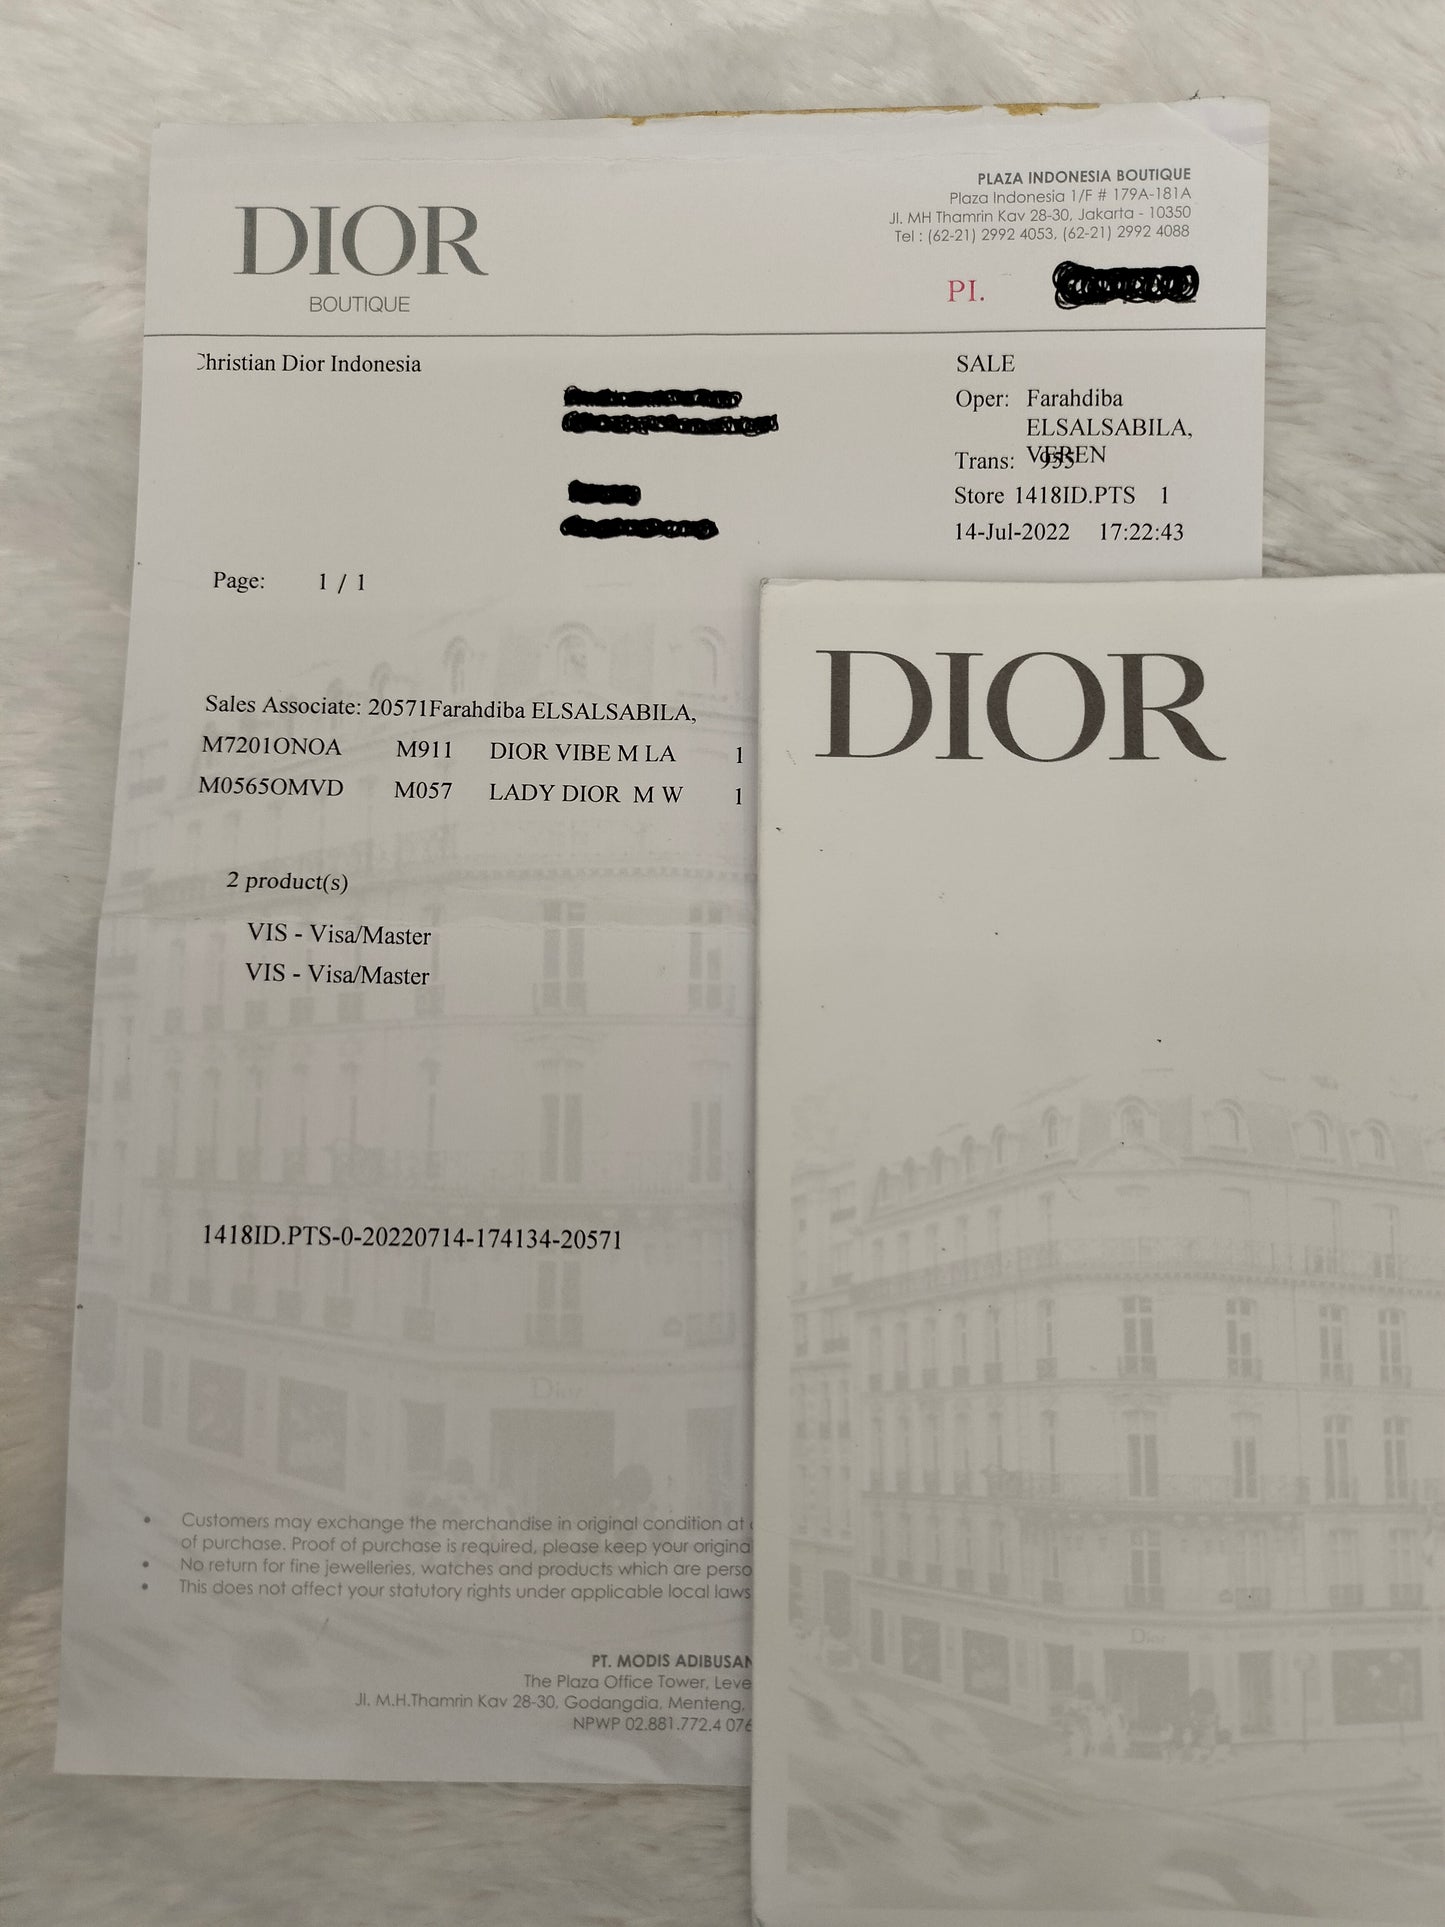 DIOR
BOUTIQUE
PLAZA INDONESIA BOUTIQUE
Plaza Indonesia 1/F # 179A-181A
Jl. MH Thamrin Kav 28-30, Jakarta - 10350
Tel : (62-21) 2992 4053, (62-21) 2992 4088
PI.
Christian Dior Indonesia
SALE
Oper: Farahdiba
ELSALSABILA,
VEREN
Trans: 955
Store 1418ID.PTS 1
14-Jul-2022 17:22:43
Page: 1 / 1
Sales Associate: 20571Farahdiba ELSALSABILA,
M7201ONOA M911 DIOR VIBE M LA 1
M0565OMVD M057 LADY DIOR M W 1
2 product(s)
VIS - Visa/Master
VIS - Visa/Master
1418ID.PTS-0-20220714-174134-20571
Dior
• Customers may exchange the merchandise in original condition at
of purchase. Proof of purchase is required, please keep your origina
• No return for fine jewelleries, watches and products which are perso
• This does not affect your statutory rights under applicable local laws
PT. MODIS ADIBUSAN
The Plaza Office Tower, Leve
Jl. M.H.Thamrin Kav 28-30, Godangdia, Menteng,
NPWP 02.881.772.4 076
DIOR
Dior